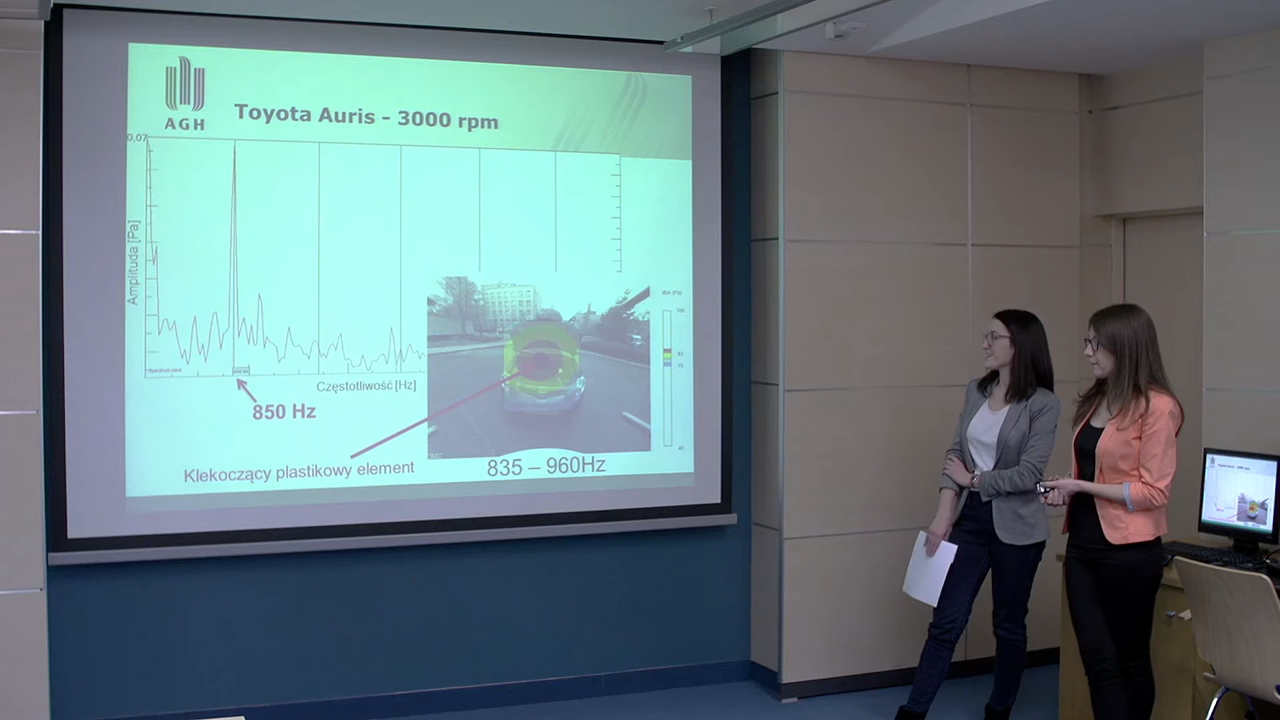 AGH
Toyota Auris - 3000 rpm
0,07
Amplituda [Pa]
Częstotliwość [Hz]
850 Hz
Klekoczący plastikowy element
835 – 960Hz